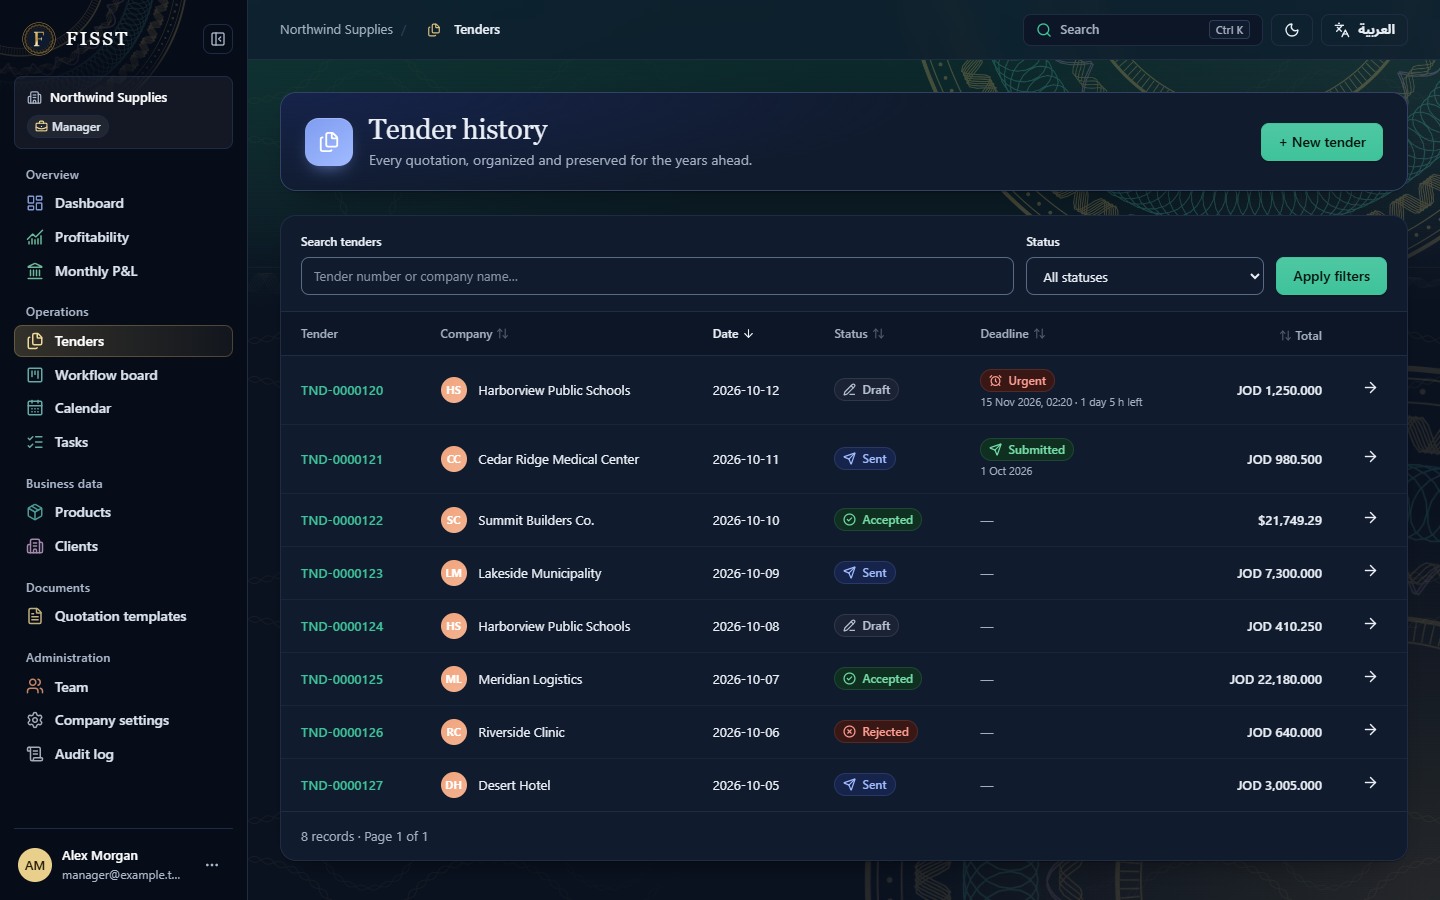 FISST
Northwind Supplies
Manager
Overview
Dashboard
Profitability
Monthly P&L
Operations
Tenders
Workflow board
Calendar
Tasks
Business data
Products
Clients
Documents
Quotation templates
Administration
Team
Company settings
Audit log
AM
Alex Morgan
manager@example.t...
Northwind Supplies / Tenders
Search Ctrl K
العربية
Tender history
Every quotation, organized and preserved for the years ahead.
+ New tender
Search tenders
Tender number or company name...
Status
All statuses
Apply filters
Tender Company Date Status Deadline Total
TND-0000120 HS Harborview Public Schools 2026-10-12 Draft Urgent JOD 1,250.000
15 Nov 2026, 02:20 · 1 day 5 h left
TND-0000121 CC Cedar Ridge Medical Center 2026-10-11 Sent Submitted JOD 980.500
1 Oct 2026
TND-0000122 SC Summit Builders Co. 2026-10-10 Accepted — $21,749.29
TND-0000123 LM Lakeside Municipality 2026-10-09 Sent — JOD 7,300.000
TND-0000124 HS Harborview Public Schools 2026-10-08 Draft — JOD 410.250
TND-0000125 ML Meridian Logistics 2026-10-07 Accepted — JOD 22,180.000
TND-0000126 RC Riverside Clinic 2026-10-06 Rejected — JOD 640.000
TND-0000127 DH Desert Hotel 2026-10-05 Sent — JOD 3,005.000
8 records · Page 1 of 1